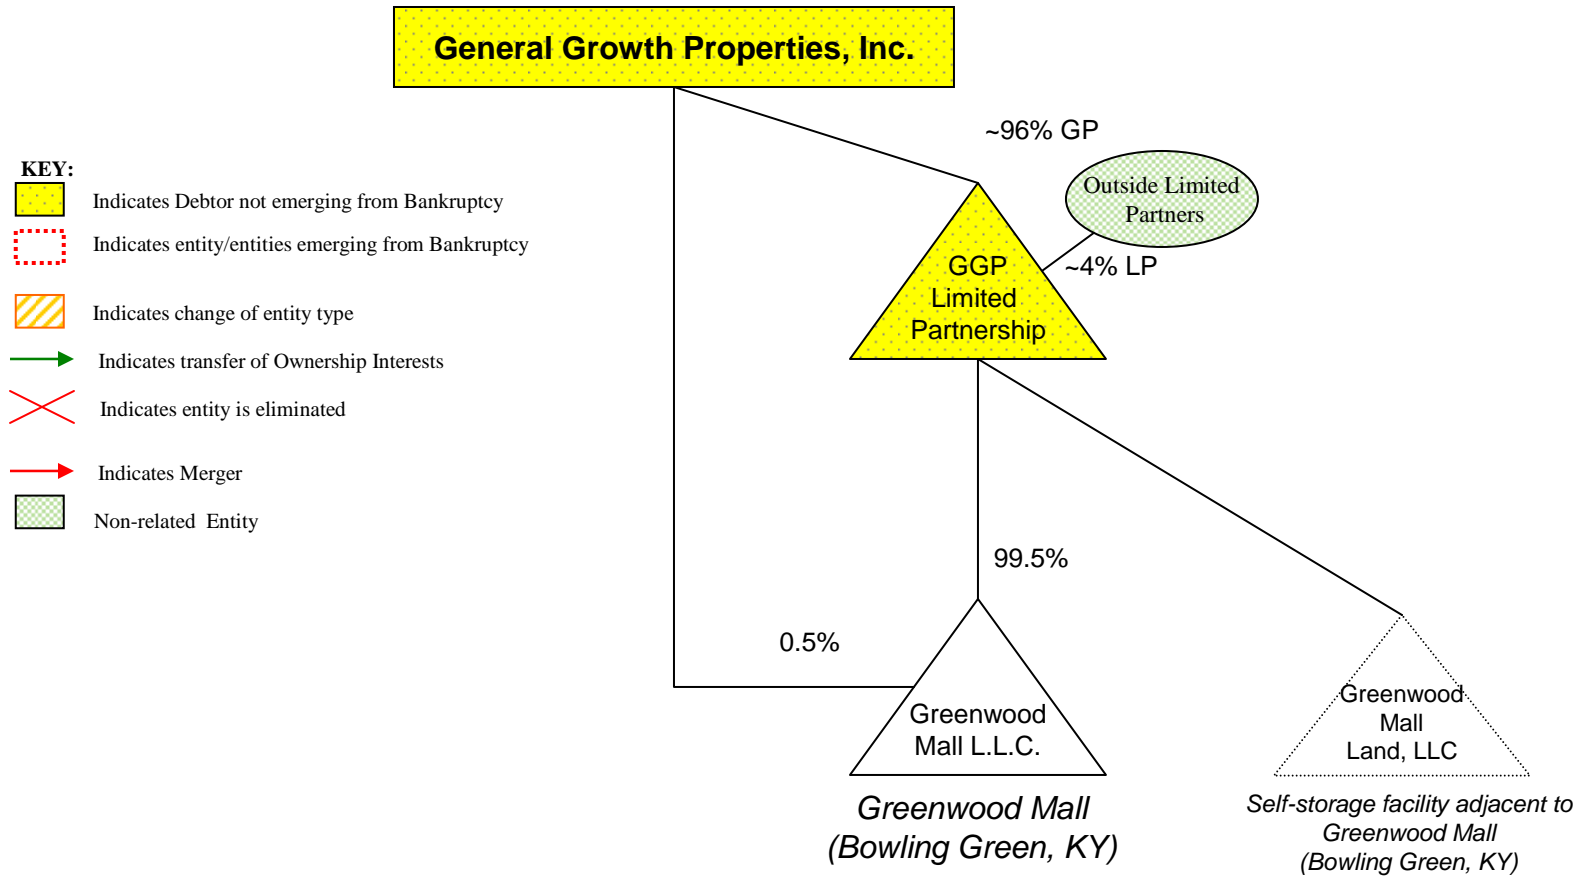 General Growth Properties, Inc.
~96% GP
KEY:
Outside Limited
Partners
Indicates Debtor not emerging from Bankruptcy
Indicates entity/entities emerging from Bankruptcy
GGP
Limited
Partnership
~4% LP
Indicates change of entity type
Indicates transfer of Ownership Interests
Indicates entity is eliminated
Indicates Merger
Non-related Entity
99.5%
0.5%
Greenwood
Mall L.L.C.
Greenwood
Mall
Land, LLC
Greenwood Mall
(Bowling Green, KY)
Self-storage facility adjacent to
Greenwood Mall
(Bowling Green, KY)